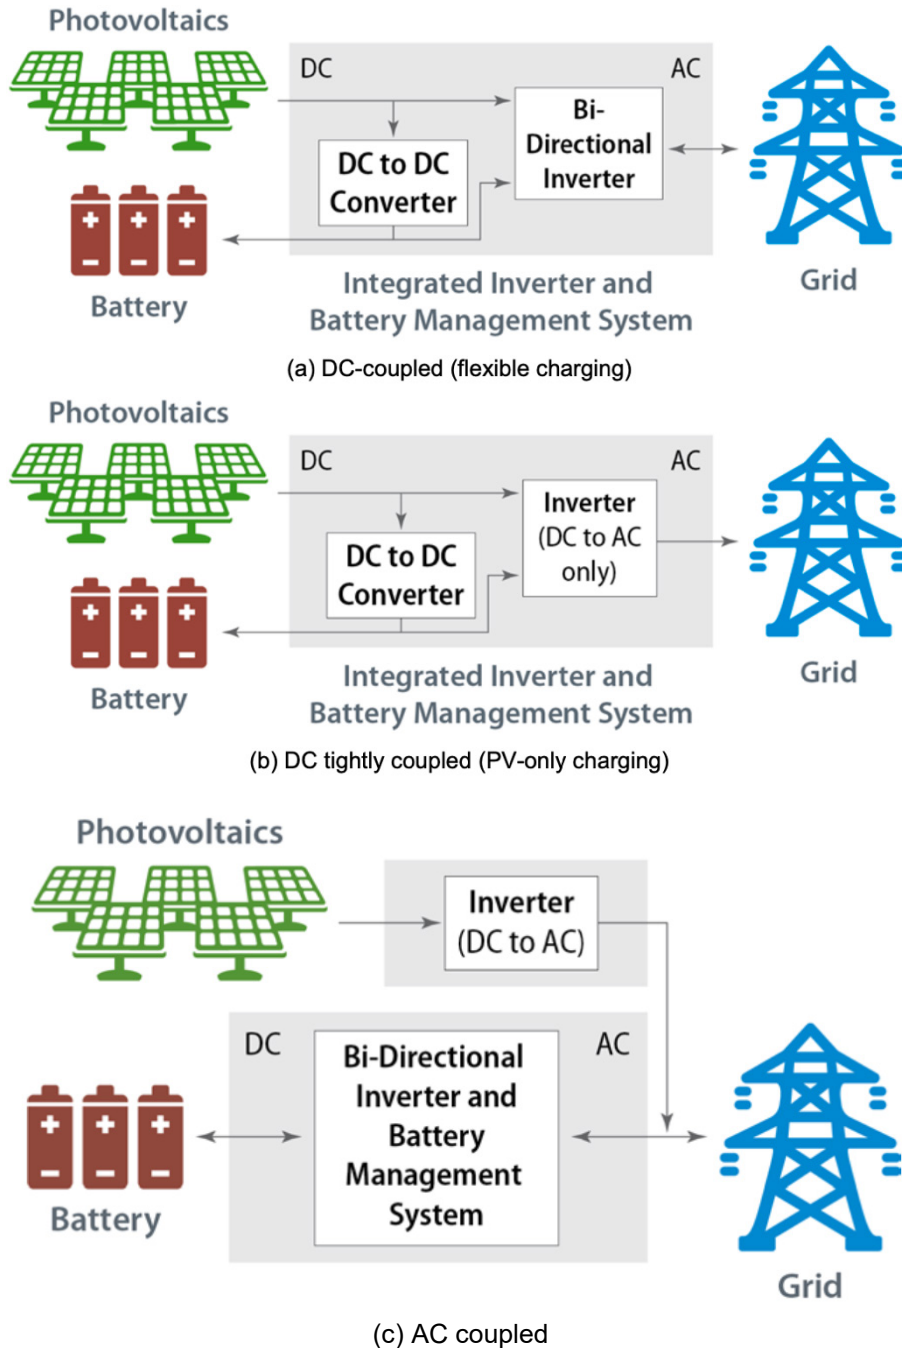 Photovoltaics
DC
AC
Bi-
Directional
Inverter
DC to DC
Converter
Battery
Grid
Integrated Inverter and
Battery Management System
(a) DC-coupled (flexible charging)
Photovoltaics
DC
AC
Inverter
(DC to AC
only)
DC to DC
Converter
Battery
Grid
Integrated Inverter and
Battery Management System
(b) DC tightly coupled (PV-only charging)
Photovoltaics
Inverter
(DC to AC)
DC
AC
Bi-Directional
Inverter and
Battery
Management
System
Battery
Grid
(c) AC coupled